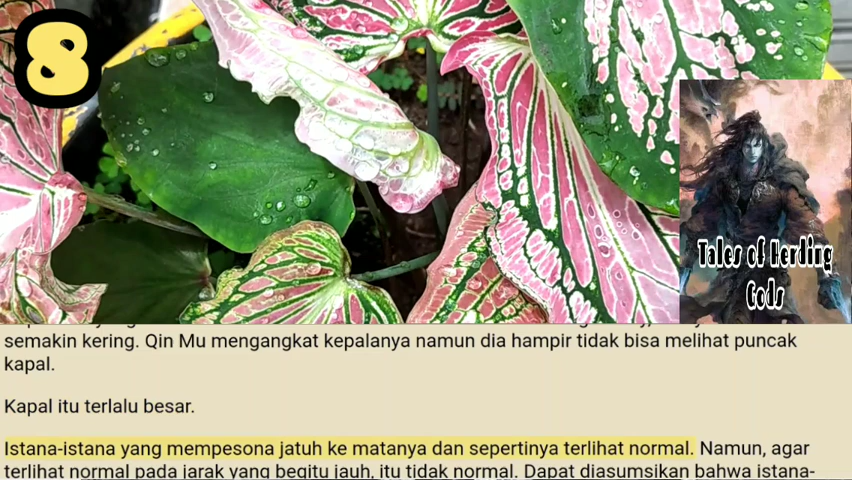 8
Tales of Herding
Gods
semakin kering. Qin Mu mengangkat kepalanya namun dia hampir tidak bisa melihat puncak
kapal.
Kapal itu terlalu besar.
Istana-istana yang mempesona jatuh ke matanya dan sepertinya terlihat normal. Namun, agar
terlihat normal pada jarak yang begitu jauh, itu tidak normal. Dapat diasumsikan bahwa istana-